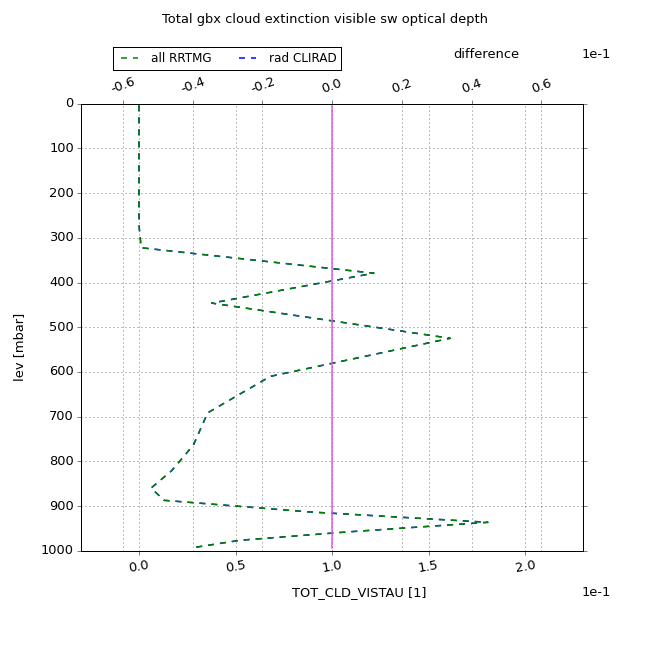 Total gbx cloud extinction visible sw optical depth
all RRTMG rad CLIRAD difference 1e-1
-0.6 -0.4 -0.2 0.0 0.2 0.4 0.6
0
100
200
300
400
500
600
700
800
900
1000
lev [mbar]
0.0 0.5 1.0 1.5 2.0
TOT_CLD_VISTAU [1] 1e-1